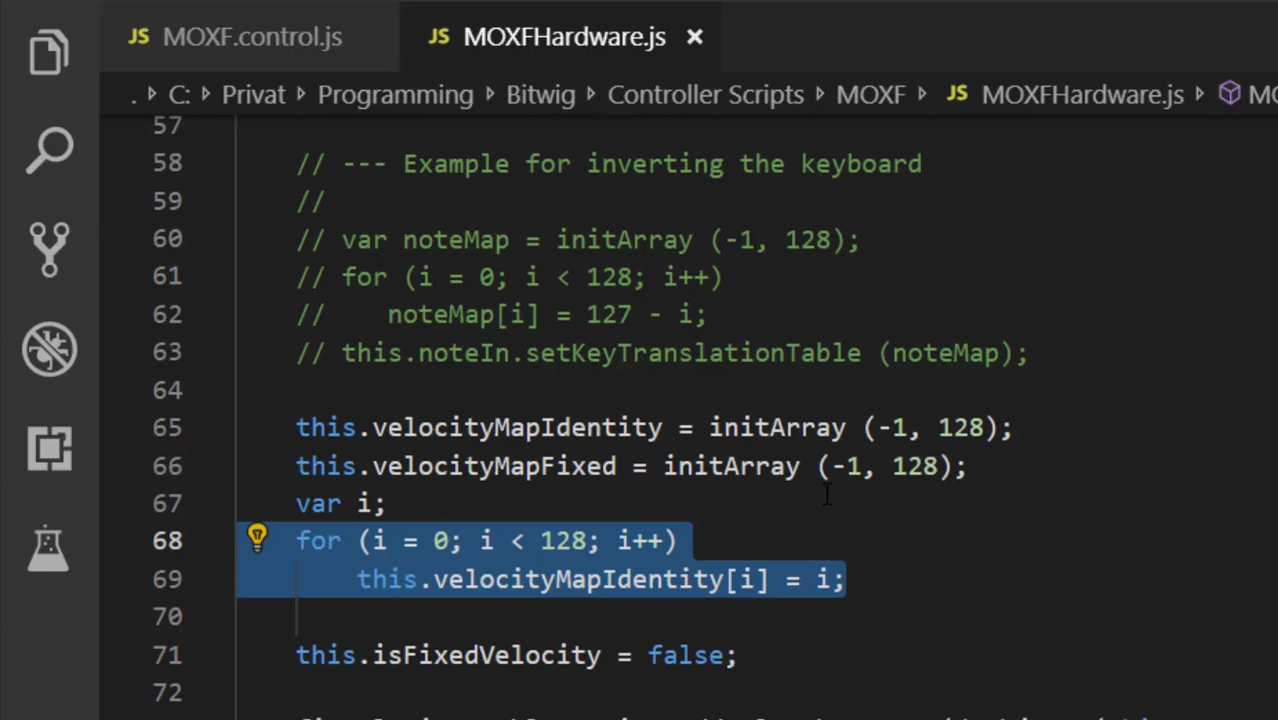 JS MOXF.control.js JS MOXFHardware.js ×
. C: Privat Programming Bitwig Controller Scripts MOXF JS MOXFHardware.js
57
58 // --- Example for inverting the keyboard
59 //
60 // var noteMap = initArray (-1, 128);
61 // for (i = 0; i < 128; i++)
62 //    noteMap[i] = 127 - i;
63 // this.noteIn.setKeyTranslationTable (noteMap);
64
65 this.velocityMapIdentity = initArray (-1, 128);
66 this.velocityMapFixed = initArray (-1, 128);
67 var i;
68 for (i = 0; i < 128; i++)
69     this.velocityMapIdentity[i] = i;
70
71 this.isFixedVelocity = false;
72